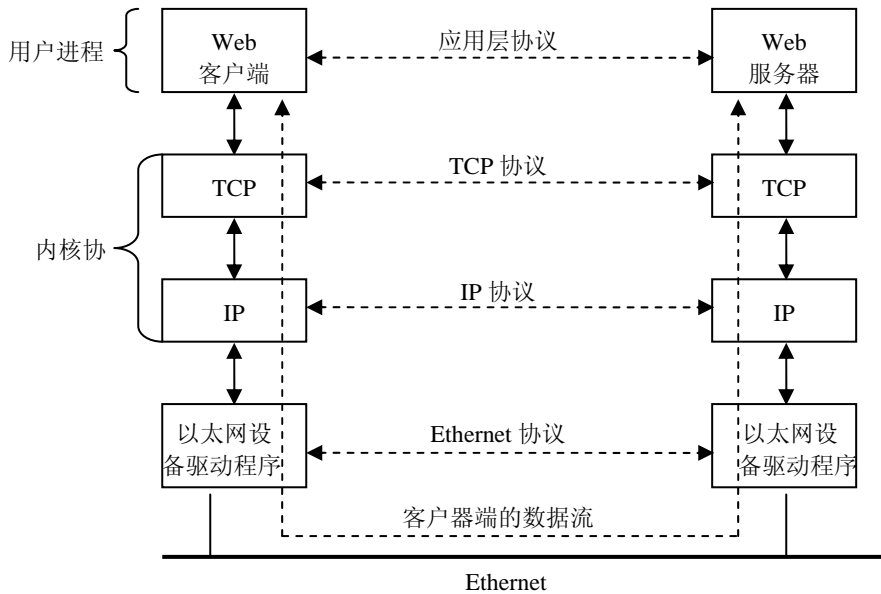 用户进程
Web
客户端
应用层协议
Web
服务器
TCP
TCP 协议
TCP
内核协
IP
IP 协议
IP
以太网设
备驱动程序
Ethernet 协议
以太网设
备驱动程序
客户器端的数据流
Ethernet